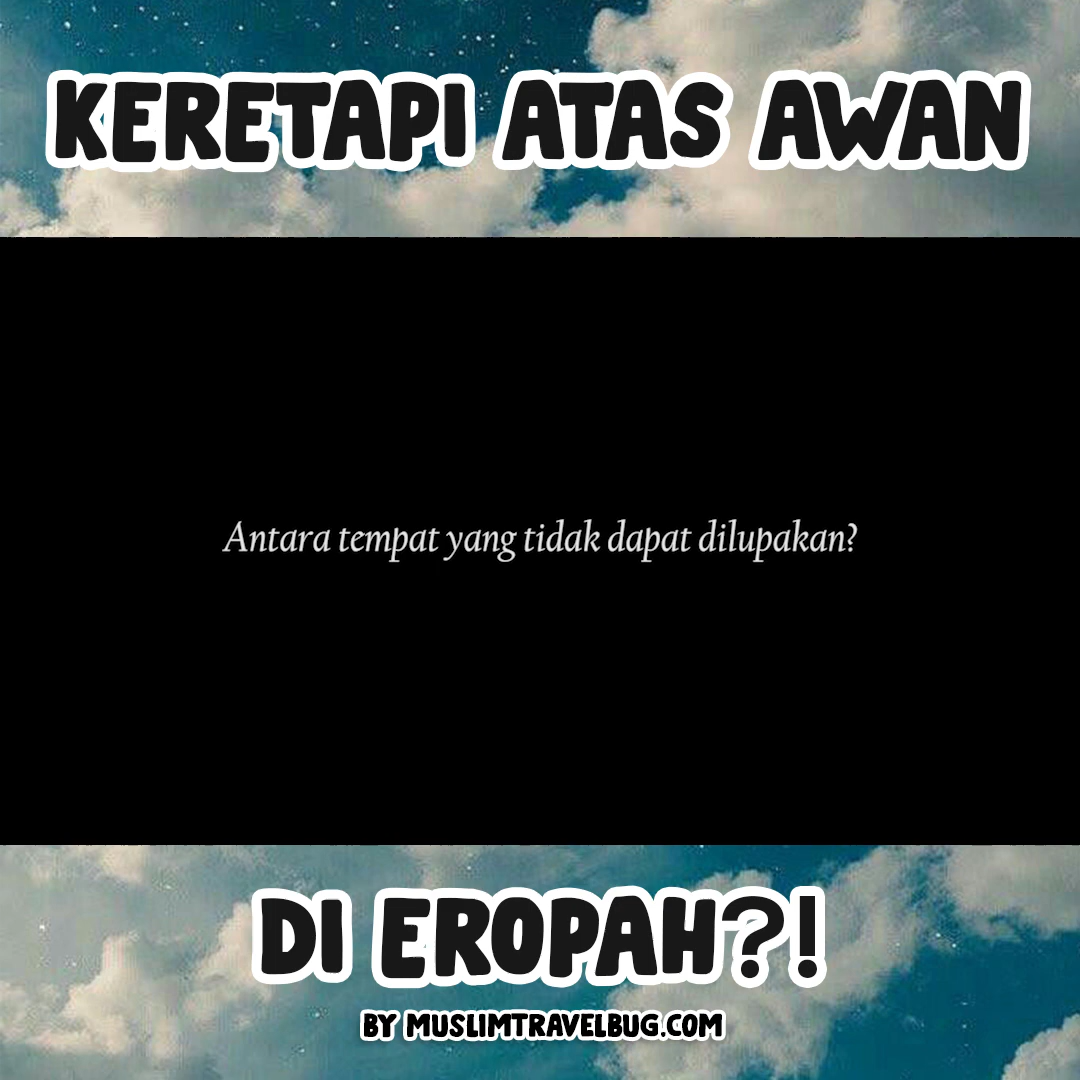 KERETAPI ATAS AWAN
Antara tempat yang tidak dapat dilupakan?
DI EROPAH?!
BY MUSLIMTRAVELBUG.COM